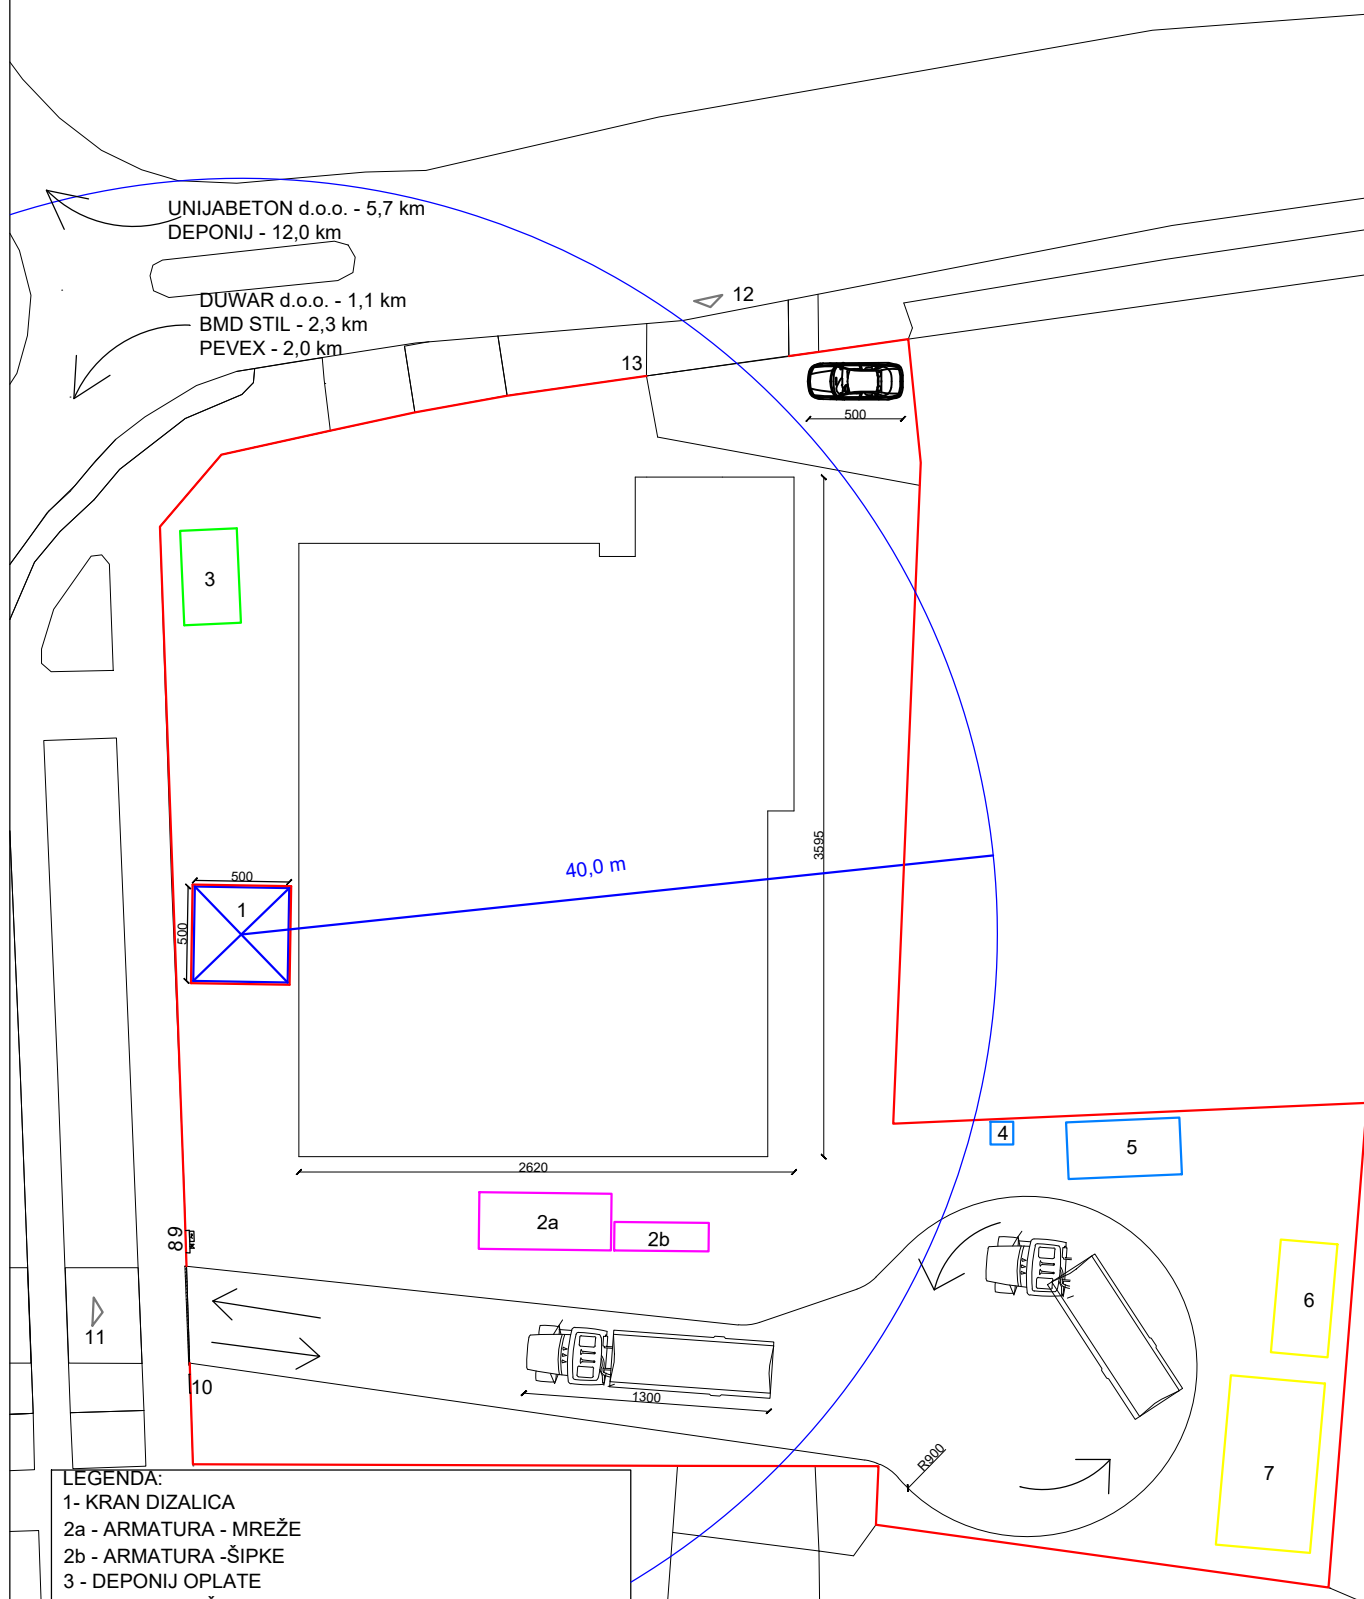 UNIJABETON d.o.o. - 5,7 km
DEPONIJ - 12,0 km
DUWAR d.o.o. - 1,1 km
BMD STIL - 2,3 km
PEVEX - 2,0 km
12
13
500
3
3595
40,0 m
500
1
500
2620
4
5
2a
2b
89
6
11
10
1300
R900
7
LEGENDA:
1- KRAN DIZALICA
2a - ARMATURA - MREŽE
2b - ARMATURA -ŠIPKE
3 - DEPONIJ OPLATE